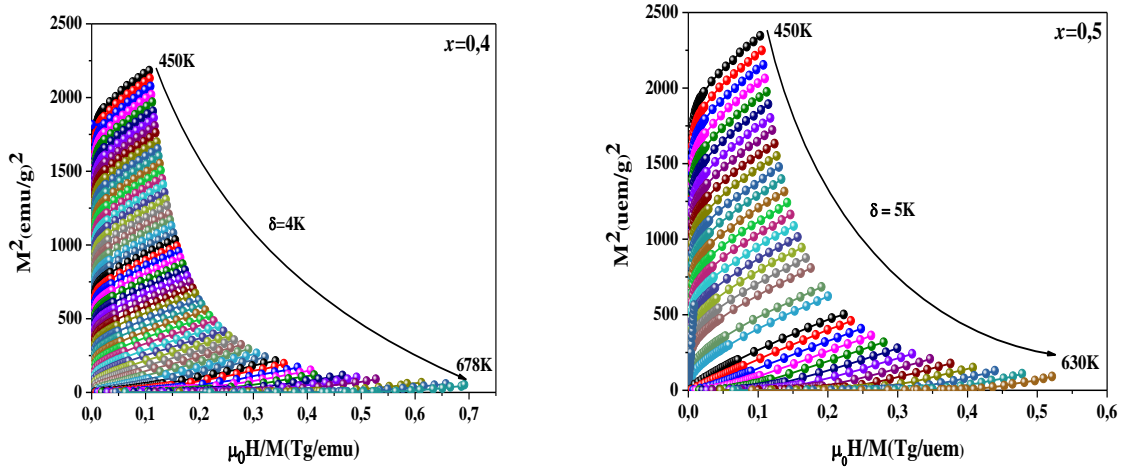 2500
2000
1500
1000
500
0
M²(emu/g)²
450K
x=0,4
δ=4K
678K
0,0 0,1 0,2 0,3 0,4 0,5 0,6 0,7
μ₀H/M(Tg/emu)
2500
2000
1500
1000
500
0
M²(uem/g)²
450K
x=0,5
δ = 5K
630K
0,0 0,1 0,2 0,3 0,4 0,5 0,6
μ₀H/M(Tg/uem)